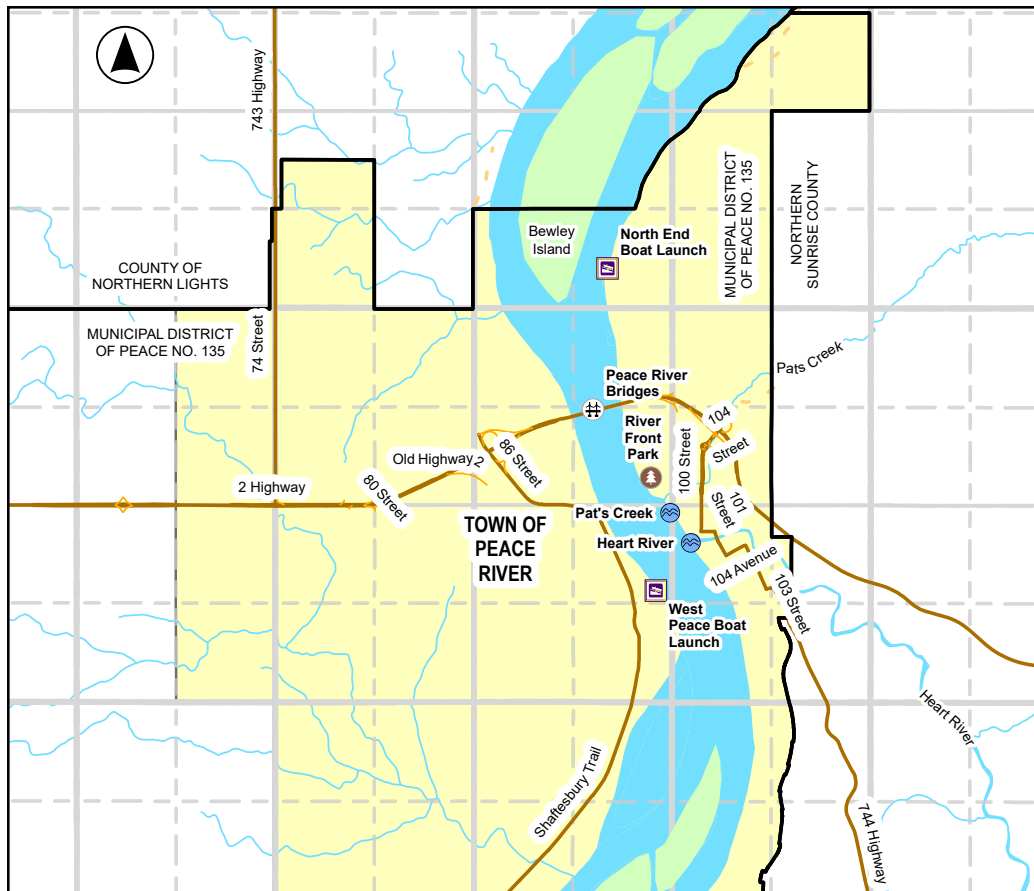 743 Highway
Bewley
Island
North End
Boat Launch
MUNICIPAL DISTRICT
OF PEACE NO. 135
NORTHERN
SUNRISE COUNTY
COUNTY OF
NORTHERN LIGHTS
MUNICIPAL DISTRICT
OF PEACE NO. 135
74 Street
Pats Creek
Peace River
Bridges
River
Front
Park
104
Street
100 Street
86 Street
Old Highway 2
2 Highway
80 Street
101
Street
TOWN OF
PEACE
RIVER
Pat's Creek
Heart River
104 Avenue
103 Street
West
Peace Boat
Launch
Heart River
Shaftesbury Trail
744 Highway